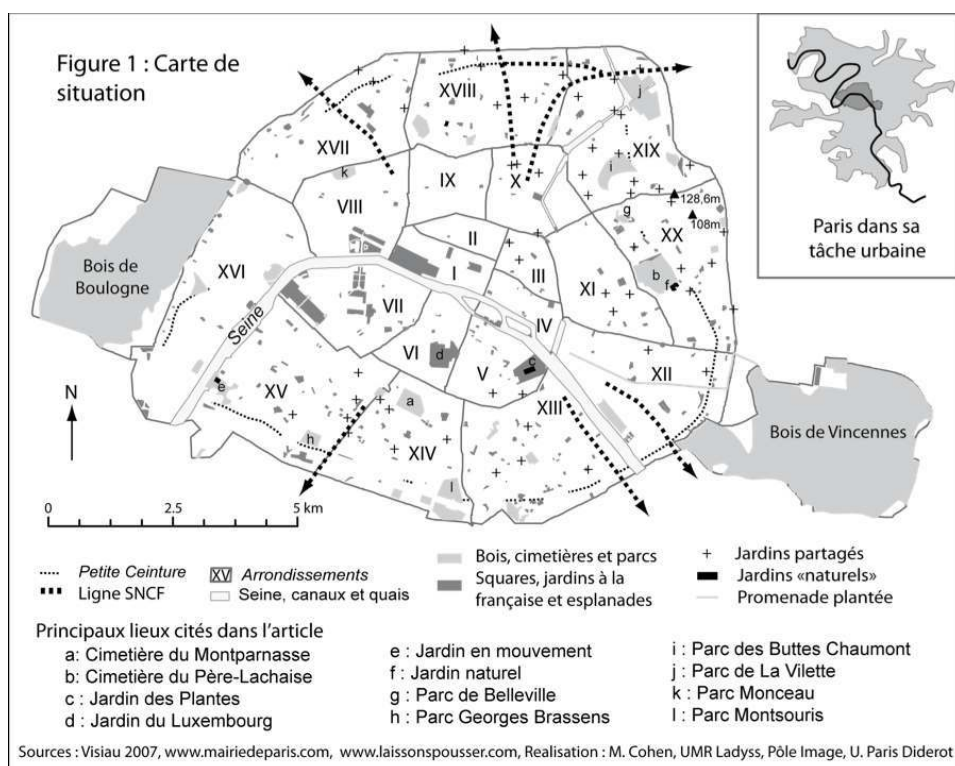 Figure 1 : Carte de
situation
XVIII
j
XVII
XIX
k
IX
X
i
VIII
128,6m
g
108m
XX
II
Bois de
Boulogne
XVI
I
III
b
XI
f
VII
Seine
IV
VI
d
c
V
XII
e
XV
a
XIII
h
XIV
l
Bois de Vincennes
Paris dans sa
tâche urbaine
N
0 2.5 5 km
Petite Ceinture
Ligne SNCF
XV Arrondissements
Seine, canaux et quais
Bois, cimetières et parcs
Squares, jardins à la
française et esplanades
+ Jardins partagés
Jardins «naturels»
Promenade plantée
Principaux lieux cités dans l'article
a: Cimetière du Montparnasse
b: Cimetière du Père-Lachaise
c : Jardin des Plantes
d : Jardin du Luxembourg
e : Jardin en mouvement
f : Jardin naturel
g : Parc de Belleville
h : Parc Georges Brassens
i : Parc des Buttes Chaumont
j : Parc de La Vilette
k : Parc Monceau
l : Parc Montsouris
Sources : Visiau 2007, www.mairiedeparis.com, www.laissonspousser.com, Realisation : M. Cohen, UMR Ladyss, Pôle Image, U. Paris Diderot